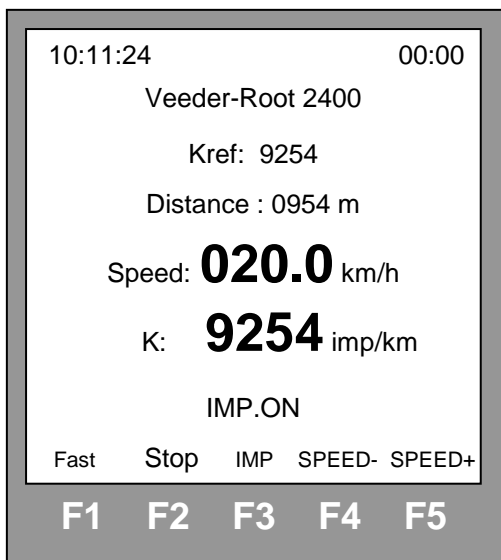 10:11:24 00:00
Veeder-Root 2400
Kref: 9254
Distance : 0954 m
Speed: 020.0 km/h
K: 9254 imp/km
IMP.ON
Fast Stop IMP SPEED- SPEED+
F1 F2 F3 F4 F5